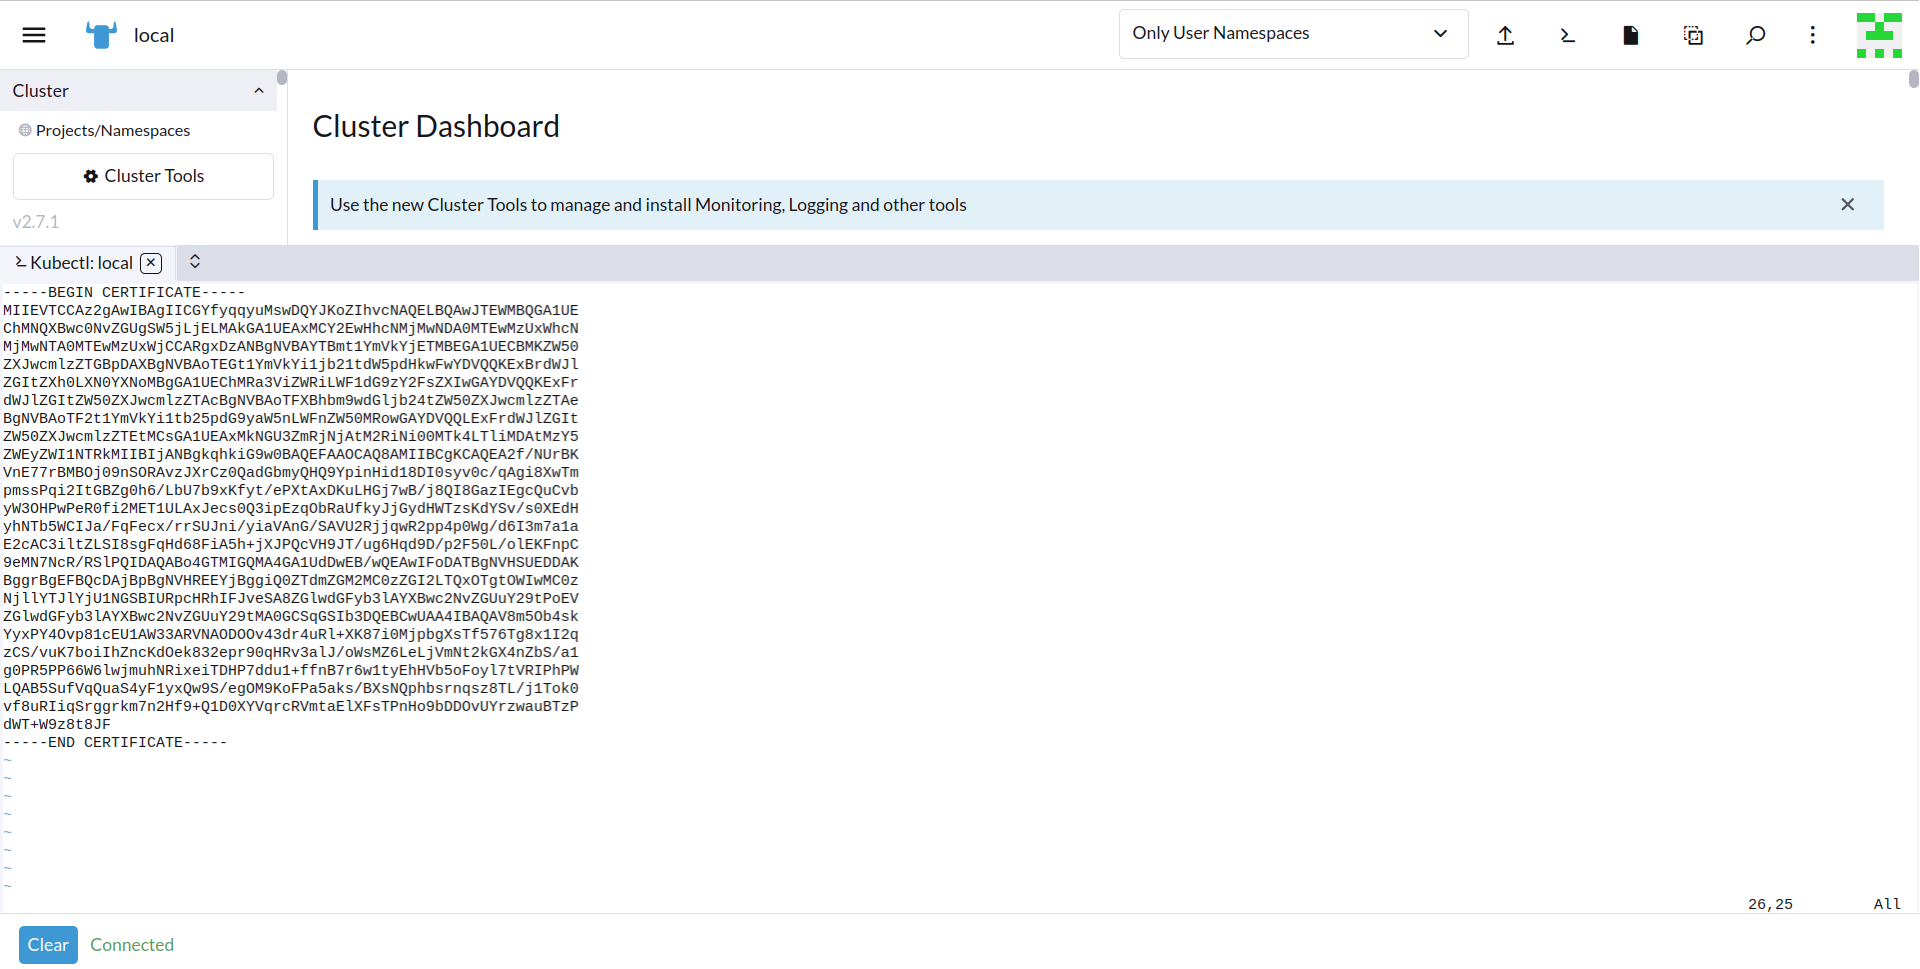 local
Only User Namespaces
Cluster
Projects/Namespaces
Cluster Tools
v2.7.1
Cluster Dashboard
Use the new Cluster Tools to manage and install Monitoring, Logging and other tools
Kubectl: local
-----BEGIN CERTIFICATE-----
MIIEVTCCAz2gAwIBAgIICGYfyqqyuMswDQYJKoZIhvcNAQELBQAwJTEWMBQGA1UE
ChMNQXBwc0NvZGUgSW5jLjELMAkGA1UEAxMCY2EwHhcNMjMwNDA0MTEwMzUxWhcN
MjMwNTA0MTEwMzUxWjCCARgxDzANBgNVBAYTBmt1YmVkYjETMBEGA1UECBMKZW50
ZXJwcmlzZTGBpDAXBgNVBAoTEGt1YmVkYi1jb21tdW5pdHkwFwYDVQQKExBrdWJl
ZGItZXh0LXN0YXNoMBgGA1UEChMRa3ViZWRiLWF1dG9zY2FsZXIwGAYDVQQKExFr
dWJlZGItZW50ZXJwcmlzZTAcBgNVBAoTFXBhbm9wdGljb24tZW50ZXJwcmlzZTAe
BgNVBAoTF2t1YmVkYi1tb25pdG9yaW5nLWFnZW50MRowGAYDVQQLExFrdWJlZGIt
ZW50ZXJwcmlzZTEtMCsGA1UEAxMkNGU3ZmRjNjAtM2RiNi00MTk4LTliMDAtMzY5
ZWEyZWI1NTRkMIIBIjANBgkqhkiG9w0BAQEFAAOCAQ8AMIIBCgKCAQEA2f/NUrBK
VnE77rBMBOj09nSORAvzJXrCz0QadGbmyQHQ9YpinHid18DI0syv0c/qAgi8XwTm
pmssPqi2ItGBZg0h6/LbU7b9xKfyt/ePXtAxDKuLHGj7wB/j8QI8GazIEgcQuCvb
yW3OHPwPeR0fi2MET1ULAxJecs0Q3ipEzqObRaUfkyJjGydHWTzsKdYSv/s0XEdH
yhNTb5WCIJa/FqFecx/rrSUJni/yiaVAnG/SAVU2RjjqwR2pp4p0Wg/d6I3m7a1a
E2cAC3iltZLSI8sgFqHd68FiA5h+jXJPQcVH9JT/ug6Hqd9D/p2F50L/olEKFnpC
9eMN7NcR/RSlPQIDAQABo4GTMIGQMA4GA1UdDwEB/wQEAwIFoDATBgNVHSUEDDAK
BggrBgEFBQcDAjBpBgNVHREEYjBggiQ0ZTdmZGM2MC0zZGI2LTQxOTgtOWIwMC0z
NjllYTJlYjU1NGSBIURpcHRhIFJveSA8ZGlwdGFyb3lAYXBwc2NvZGUuY29tPoEV
ZGlwdGFyb3lAYXBwc2NvZGUuY29tMA0GCSqGSIb3DQEBCwUAA4IBAQAV8m5Ob4sk
YyxPY4Ovp81cEU1AW33ARVNAODOOv43dr4uRl+XK87i0MjpbgXsTf576Tg8x1I2q
zCS/vuK7boiIhZncKdOek832epr90qHRv3alJ/oWsMZ6LeLjVmNt2kGX4nZbS/a1
g0PR5PP66W6lwjmuhNRixeiTDHP7ddu1+ffnB7r6w1tyEhHVb5oFoyl7tVRIPhPW
LQAB5SufVqQuaS4yF1yxQw9S/egOM9KoFPa5aks/BXsNQphbsrnqsz8TL/j1Tok0
vf8uRIiqSrggrkm7n2Hf9+Q1D0XYVqrcRVmtaElXFsTPnHo9bDDOvUYrzwauBTzP
dWT+W9z8t8JF
-----END CERTIFICATE-----
~
~
~
~
~
~
~
~
26,25 All
Clear Connected